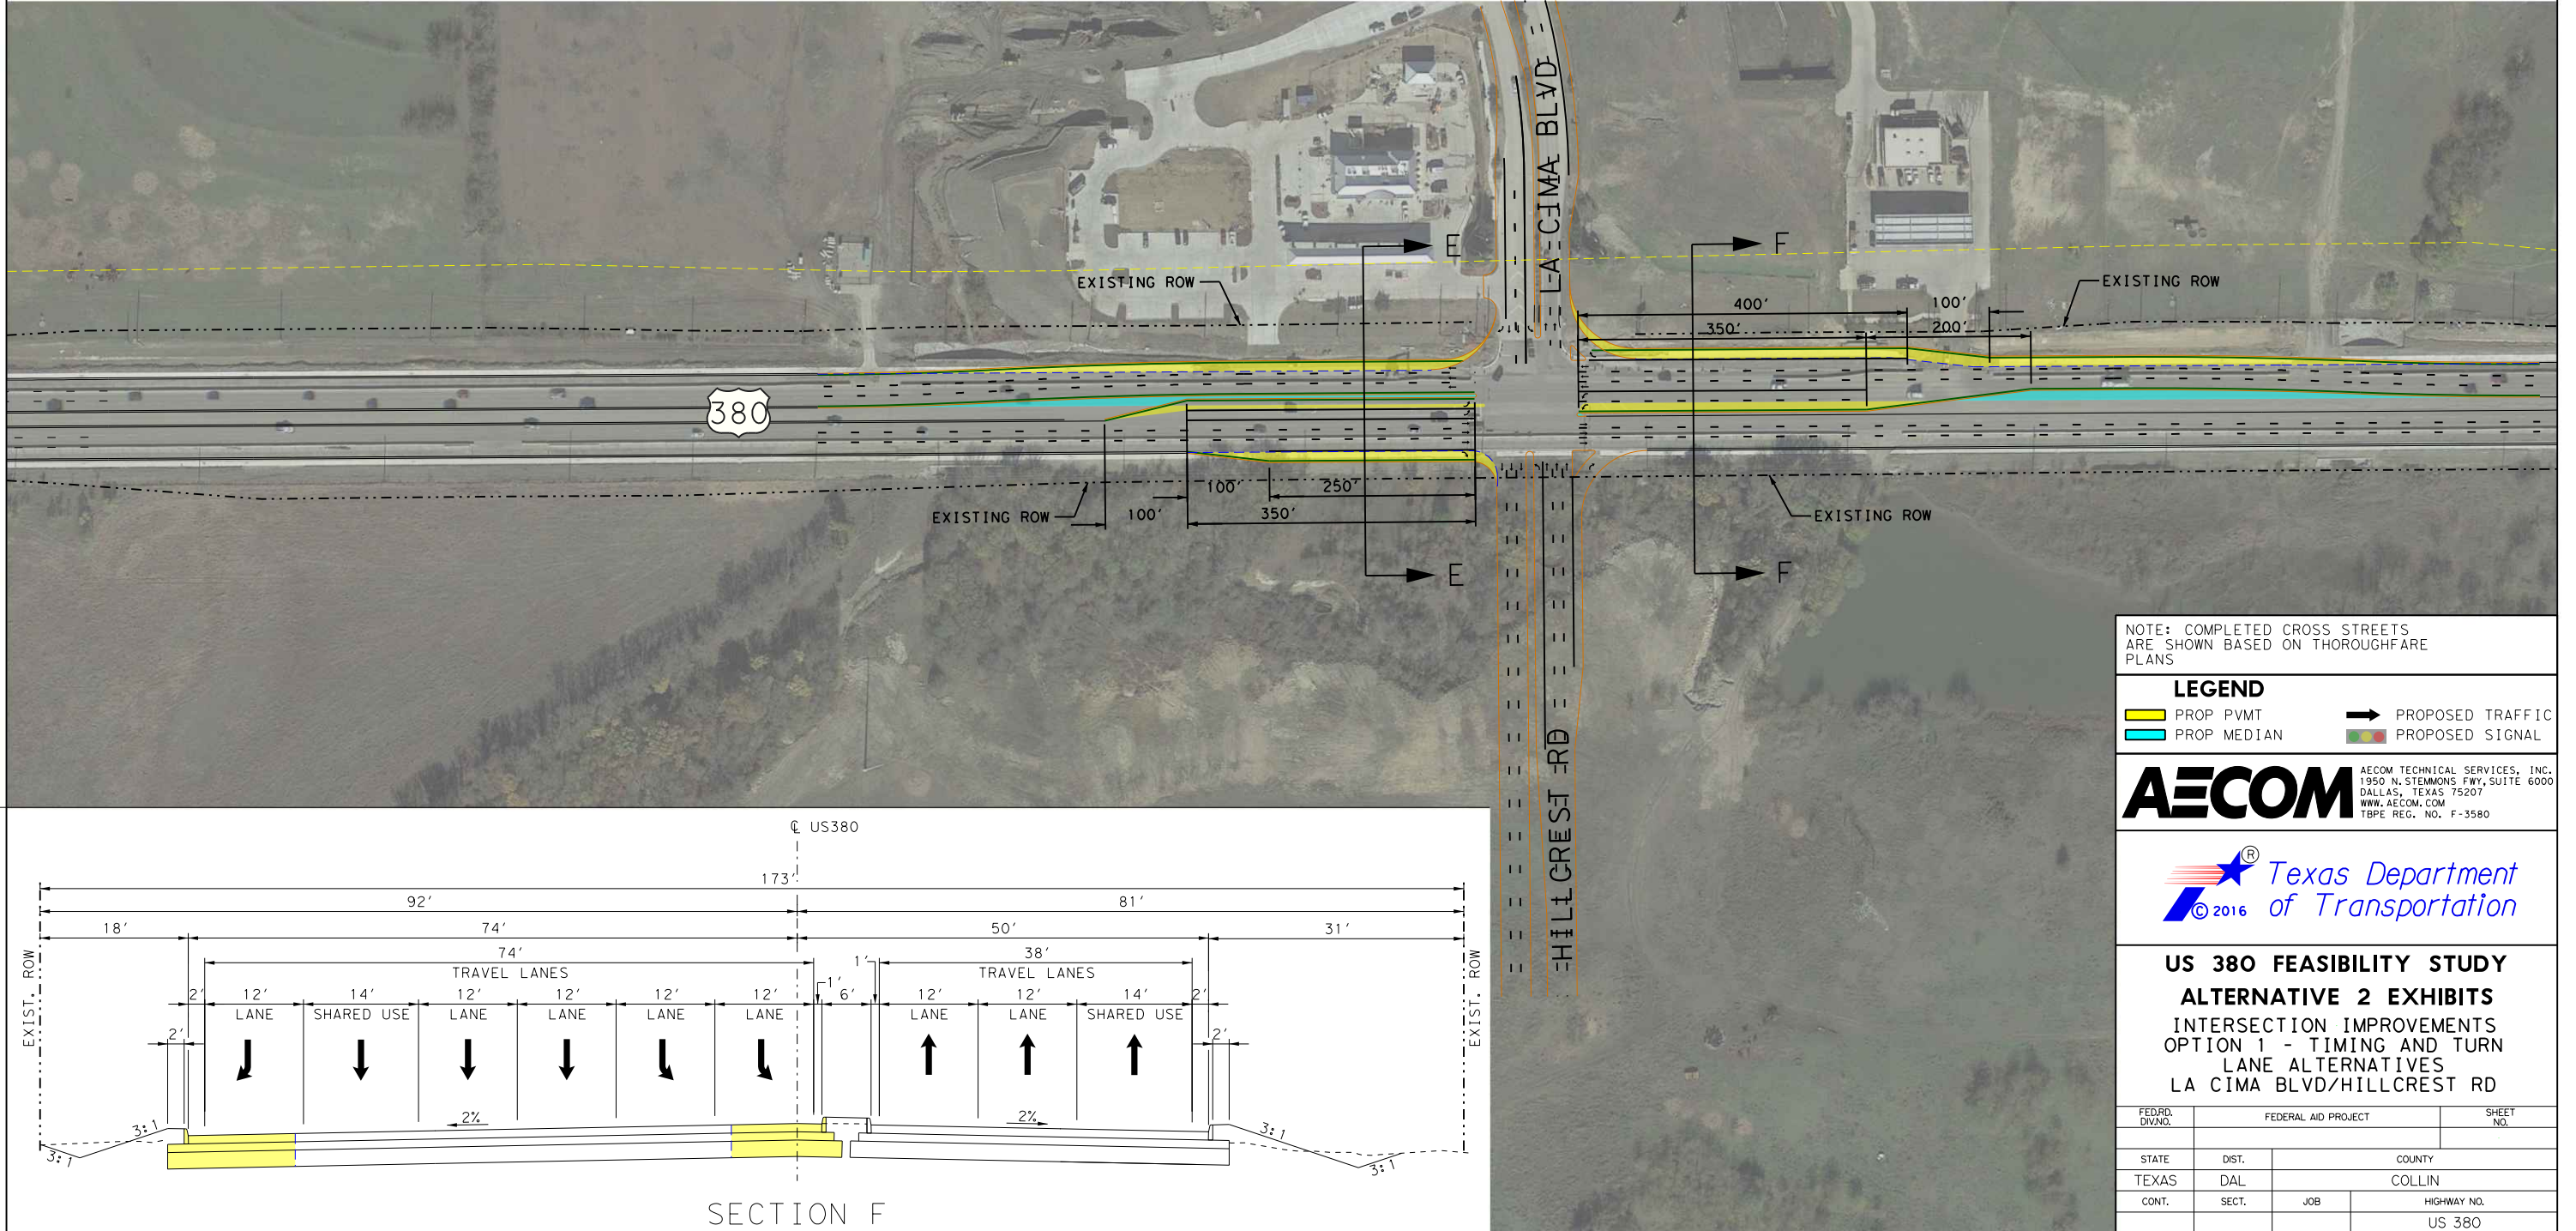 LA CIMA BLVD
E
F
EXISTING ROW
EXISTING ROW
400'
100'
350'
200'
380
100'
250'
EXISTING ROW
100'
350'
EXISTING ROW
E
F
HILLCREST RD
NOTE: COMPLETED CROSS STREETS
ARE SHOWN BASED ON THOROUGHFARE
PLANS
LEGEND
PROP PVMT
PROPOSED TRAFFIC
PROP MEDIAN
PROPOSED SIGNAL
AECOM
AECOM TECHNICAL SERVICES, INC.
1950 N. STEMMONS FWY, SUITE 6000
DALLAS, TEXAS 75207
WWW.AECOM.COM
TBPE REG. NO. F-3580
® Texas Department
© 2016 of Transportation
US 380 FEASIBILITY STUDY
ALTERNATIVE 2 EXHIBITS
INTERSECTION IMPROVEMENTS
OPTION 1 - TIMING AND TURN
LANE ALTERNATIVES
LA CIMA BLVD/HILLCREST RD
FED.RD. DIV.NO.
FEDERAL AID PROJECT
SHEET NO.
STATE DIST. COUNTY
TEXAS DAL COLLIN
CONT. SECT. JOB HIGHWAY NO.
US 380
℄ US380
173'
92' 81'
18' 74' 50' 31'
74' 38'
TRAVEL LANES TRAVEL LANES
1' 1'
2' 12' 14' 12' 12' 12' 12' 6' 12' 12' 14' 2'
LANE SHARED USE LANE LANE LANE LANE LANE LANE SHARED USE
EXIST. ROW
EXIST. ROW
2' 2'
2% 2%
3:1 3:1
3:1 3:1
SECTION F